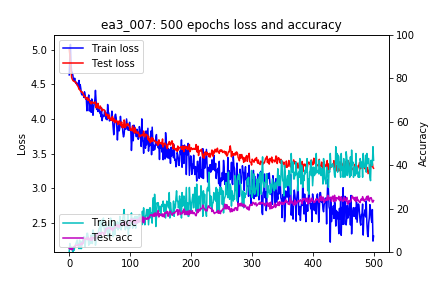 ea3_007: 500 epochs loss and accuracy
Train loss
Test loss
Train acc
Test acc
Loss
5.0
4.5
4.0
3.5
3.0
2.5
0
100
200
300
400
500
Accuracy
100
80
60
40
20
0